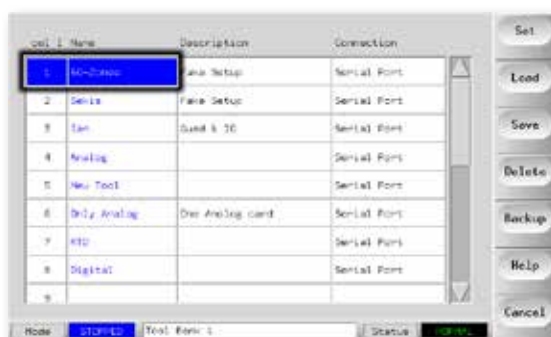 Name Description Connection Set
1 Fake Setup Serial Port
Load
2 Fake Setup Serial Port
3 Serial Port
Save
4 Analog Serial Port
Delete
5 New Tool Serial Port
6 Only Analog One Analog card Serial Port
Backup
7 RTD Serial Port
8 Digital Serial Port
Help
9
Cancel
Mode STOPPED Tool Bank 1 Status NORMAL